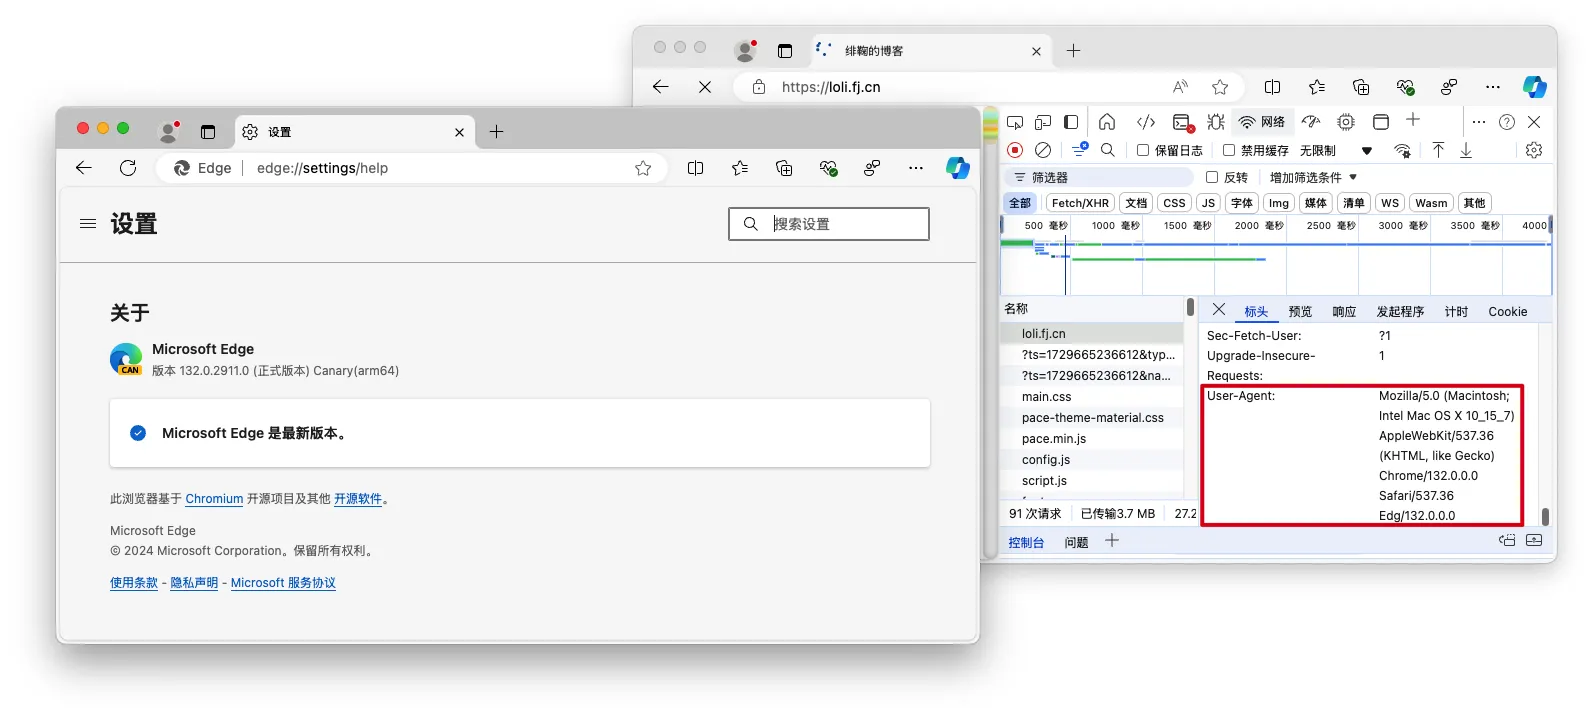 绯鞠的博客
https://loli.fj.cn
设置
Edge
edge://settings/help
设置
搜索设置
关于
Microsoft Edge
CAN
版本 132.0.2911.0 (正式版本) Canary(arm64)
Microsoft Edge 是最新版本。
此浏览器基于 Chromium 开源项目及其他 开源软件。
Microsoft Edge
© 2024 Microsoft Corporation。保留所有权利。
使用条款 - 隐私声明 - Microsoft 服务协议
网络
保留日志 禁用缓存 无限制
筛选器 反转 增加筛选条件
全部 Fetch/XHR 文档 CSS JS 字体 Img 媒体 清单 WS Wasm 其他
500 毫秒 1000 毫秒 1500 毫秒 2000 毫秒 2500 毫秒 3000 毫秒 3500 毫秒 4000
名称
loli.fj.cn
?ts=1729665236612&typ...
?ts=1729665236612&na...
main.css
pace-theme-material.css
pace.min.js
config.js
script.js
91 次请求 已传输3.7 MB 27.2
标头 预览 响应 发起程序 计时 Cookie
Sec-Fetch-User: ?1
Upgrade-Insecure- 1
Requests:
User-Agent: Mozilla/5.0 (Macintosh;
Intel Mac OS X 10_15_7)
AppleWebKit/537.36
(KHTML, like Gecko)
Chrome/132.0.0.0
Safari/537.36
Edg/132.0.0.0
控制台 问题